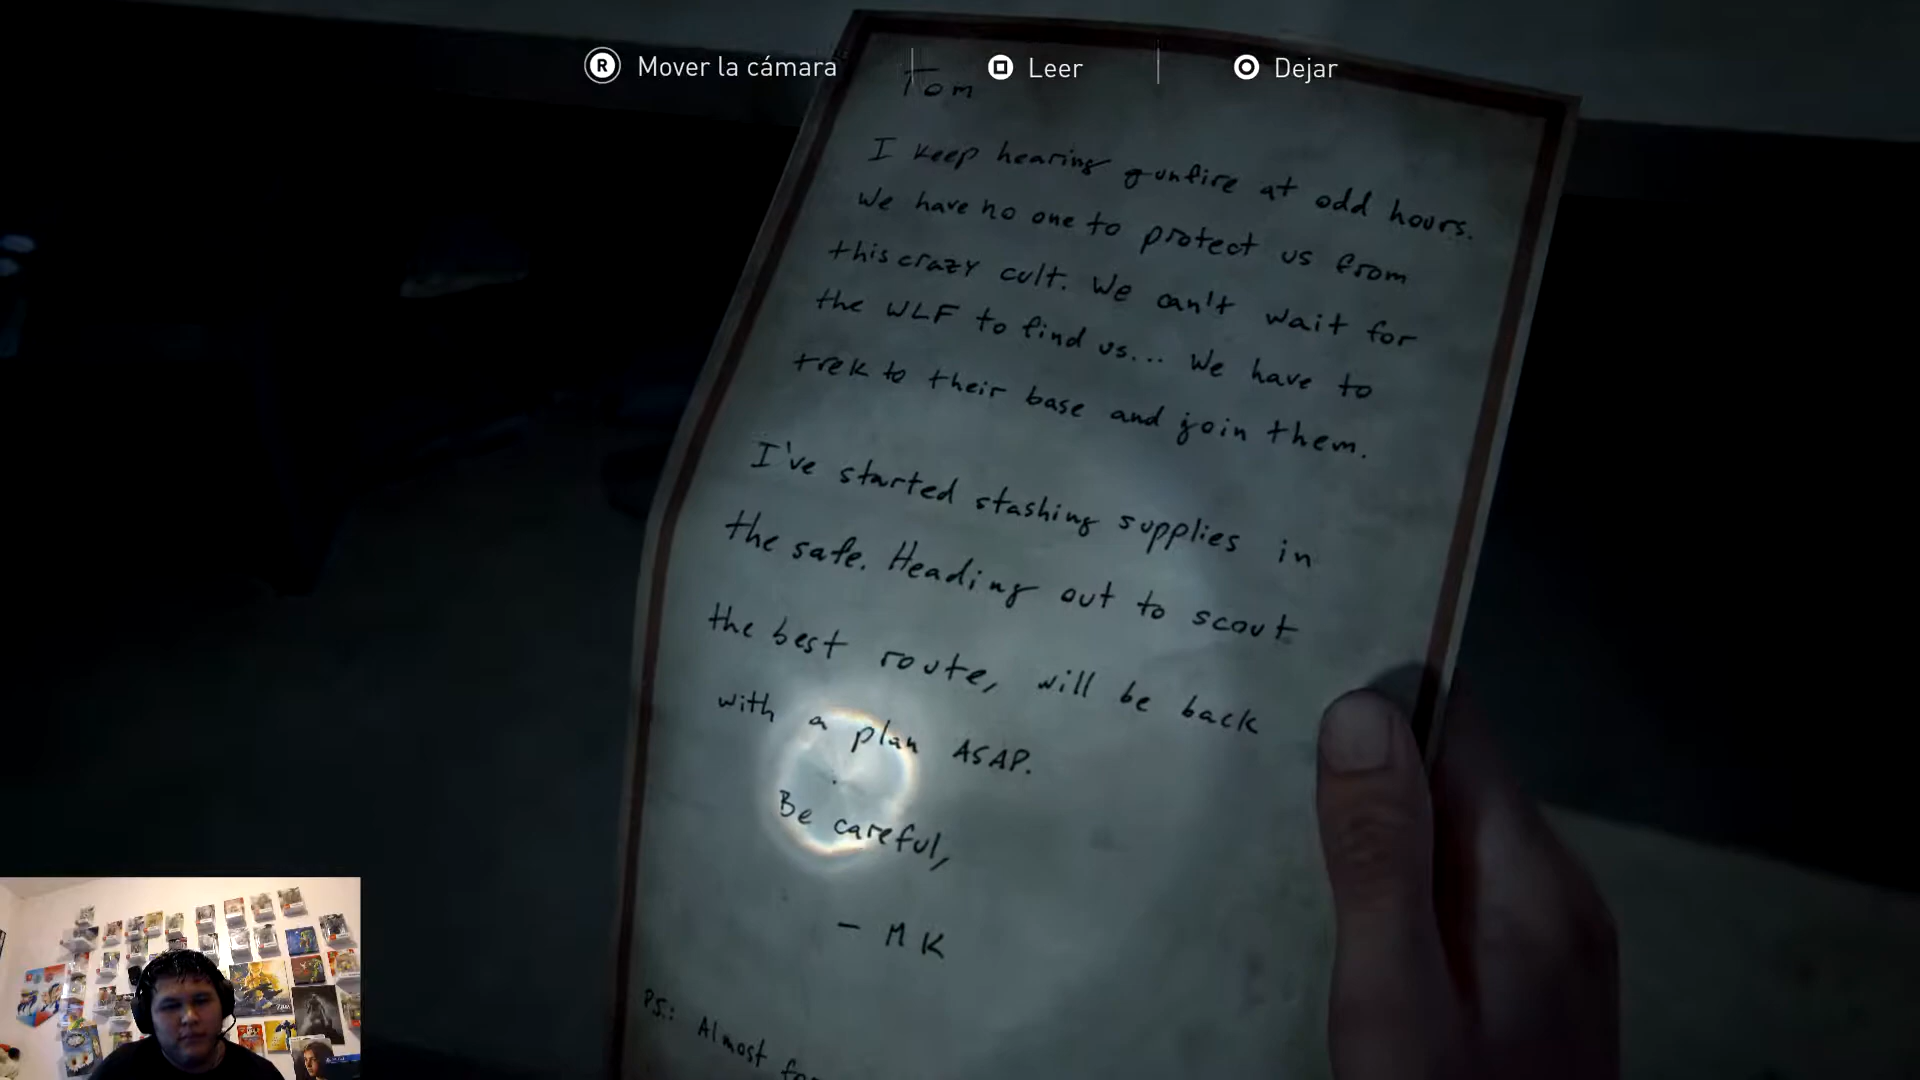 R Mover la cámara Leer Dejar
Tom
I keep hearing gunfire at odd hours.
We have no one to protect us from
this crazy cult. We can't wait for
the WLF to find us... We have to
trek to their base and join them.
I've started stashing supplies in
the safe. Heading out to scout
the best route, will be back
with a plan ASAP.
Be careful,
- MK
PS.: Almost